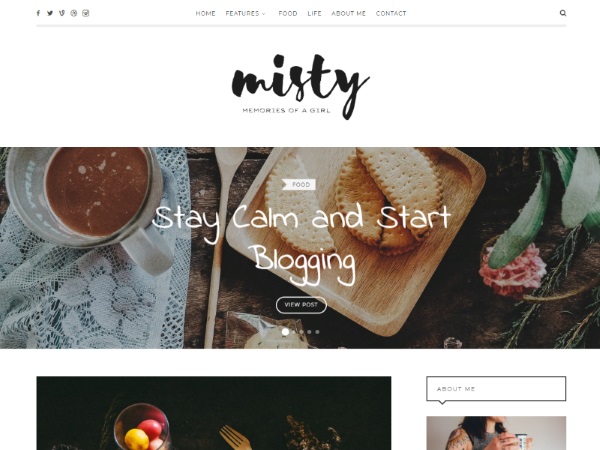 HOME FEATURES FOOD LIFE ABOUT ME CONTACT
misty
MEMORIES OF A GIRL
FOOD
Stay Calm and Start
Blogging
VIEW POST
ABOUT ME